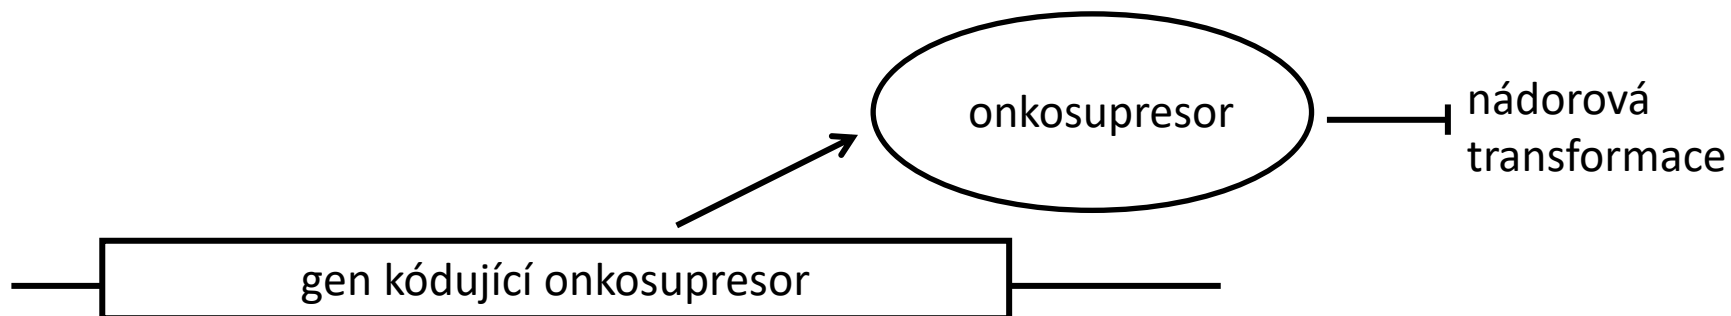 onkosupresor
nádorová
transformace
gen kódující onkosupresor